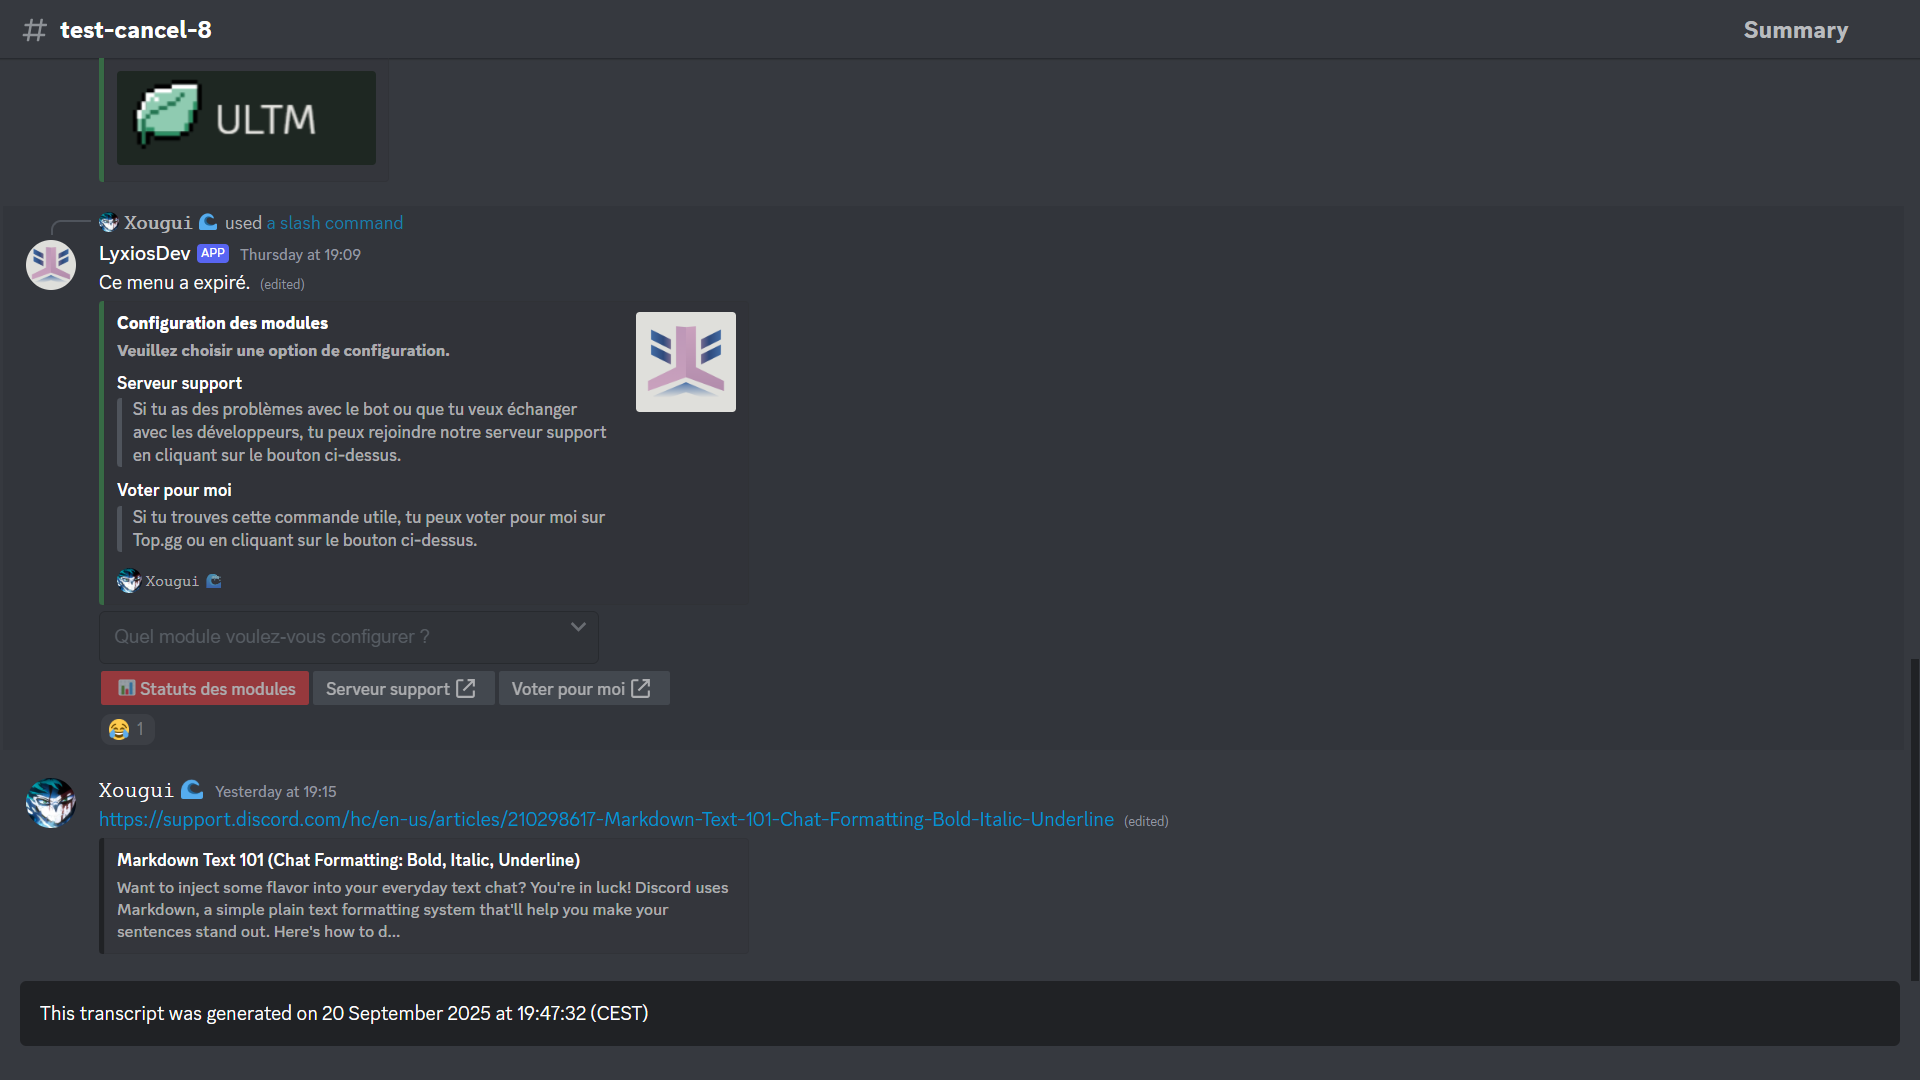 test-cancel-8
Summary
ULTM
Xougui used a slash command
LyxiosDev APP Thursday at 19:09
Ce menu a expiré. (edited)
Configuration des modules
Veuillez choisir une option de configuration.
Serveur support
Si tu as des problèmes avec le bot ou que tu veux échanger
avec les développeurs, tu peux rejoindre notre serveur support
en cliquant sur le bouton ci-dessus.
Voter pour moi
Si tu trouves cette commande utile, tu peux voter pour moi sur
Top.gg ou en cliquant sur le bouton ci-dessus.
Xougui
Quel module voulez-vous configurer ?
Statuts des modules Serveur support Voter pour moi
1
Xougui Yesterday at 19:15
https://support.discord.com/hc/en-us/articles/210298617-Markdown-Text-101-Chat-Formatting-Bold-Italic-Underline (edited)
Markdown Text 101 (Chat Formatting: Bold, Italic, Underline)
Want to inject some flavor into your everyday text chat? You're in luck! Discord uses
Markdown, a simple plain text formatting system that'll help you make your
sentences stand out. Here's how to d...
This transcript was generated on 20 September 2025 at 19:47:32 (CEST)